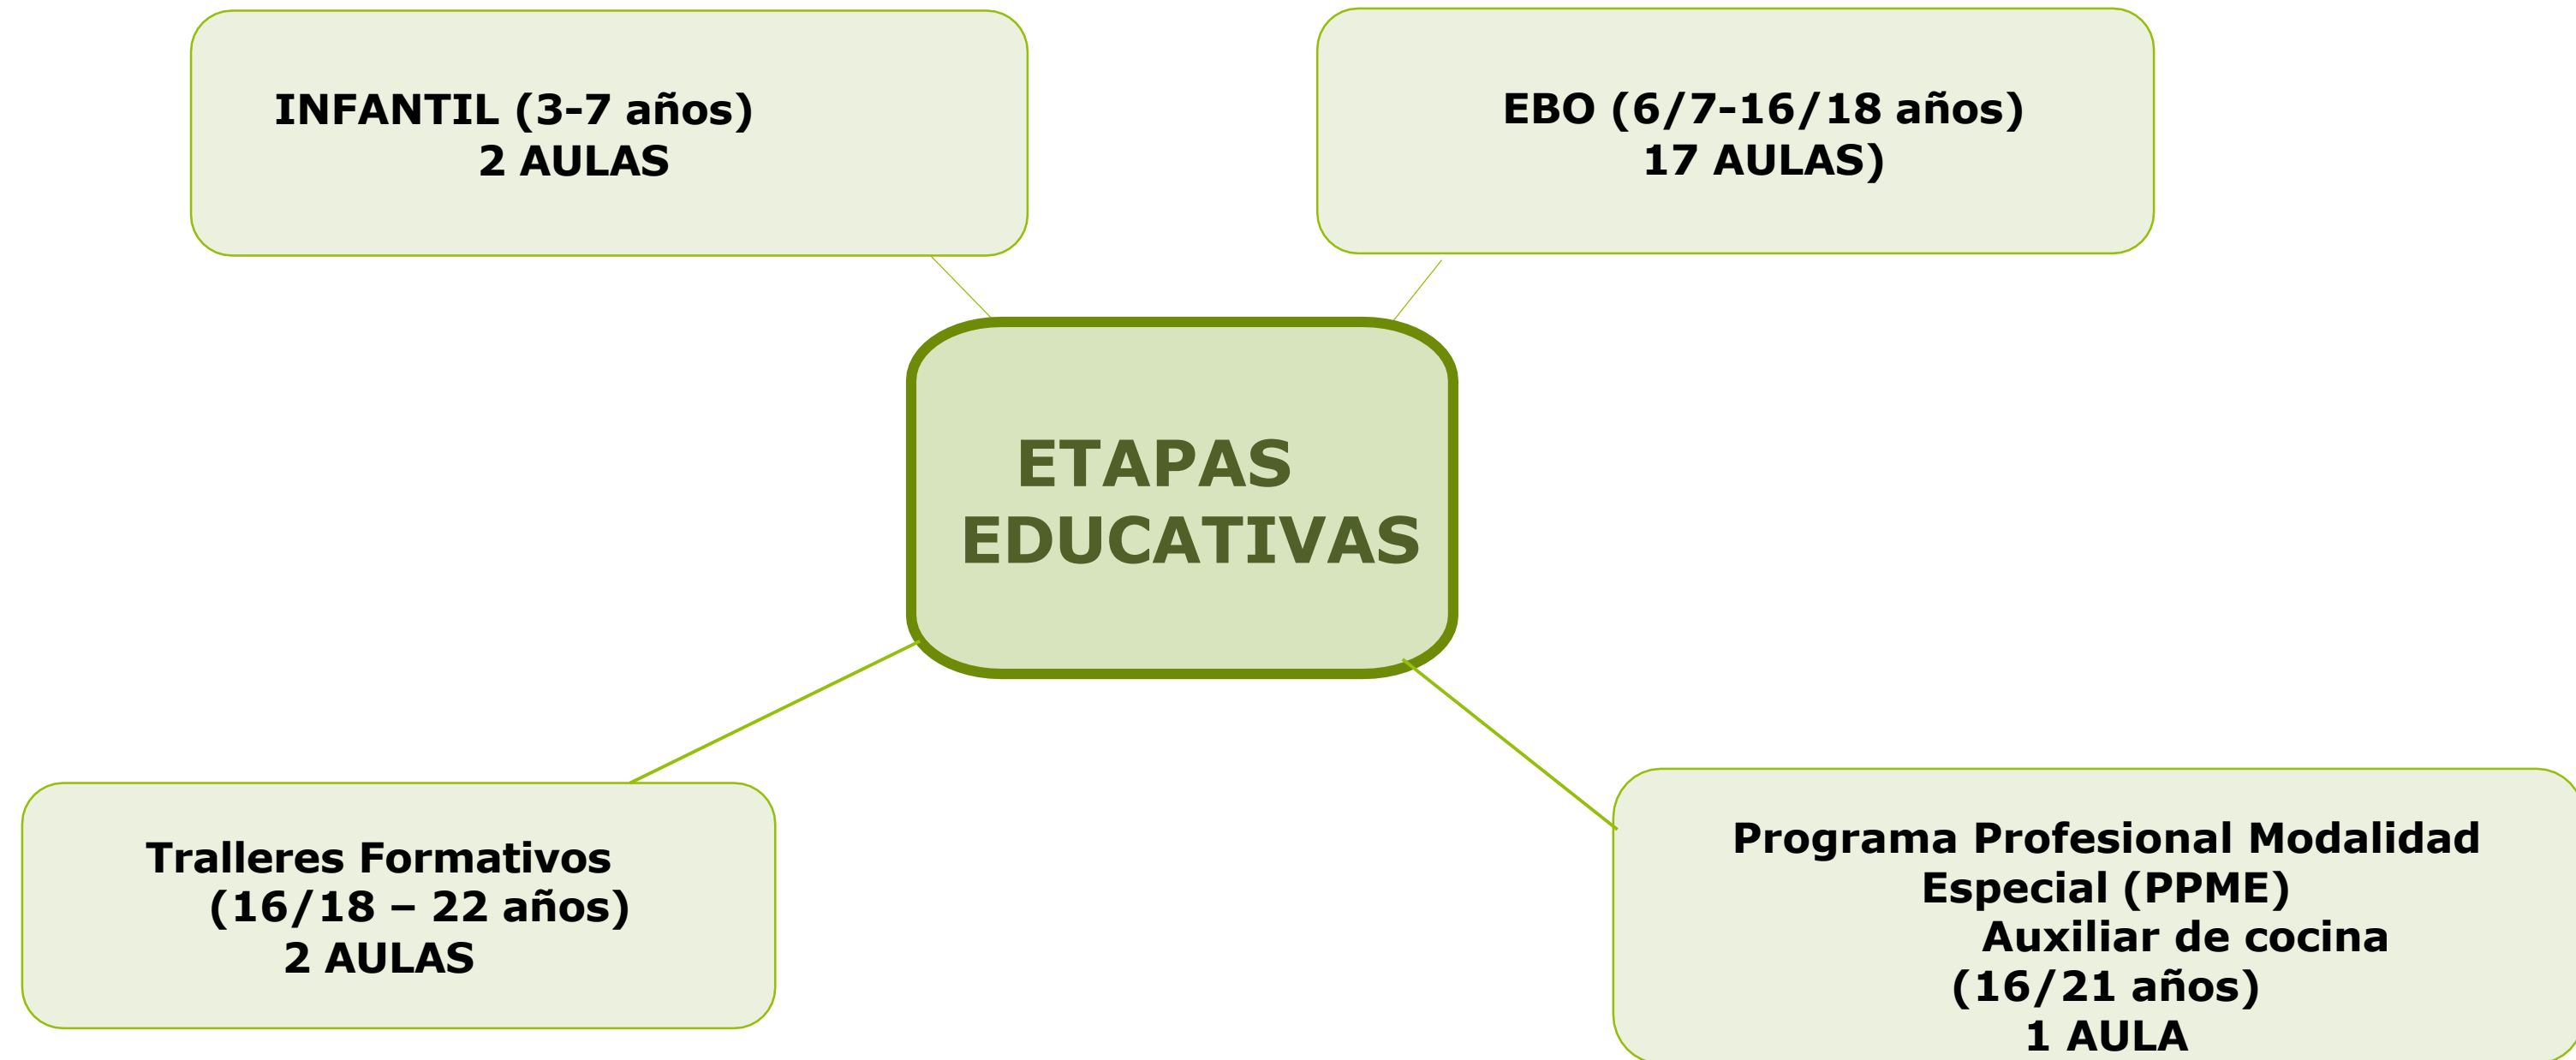 INFANTIL (3-7 años)
2 AULAS
EBO (6/7-16/18 años)
17 AULAS)
ETAPAS
EDUCATIVAS
Tralleres Formativos
(16/18 – 22 años)
2 AULAS
Programa Profesional Modalidad
Especial (PPME)
Auxiliar de cocina
(16/21 años)
1 AULA